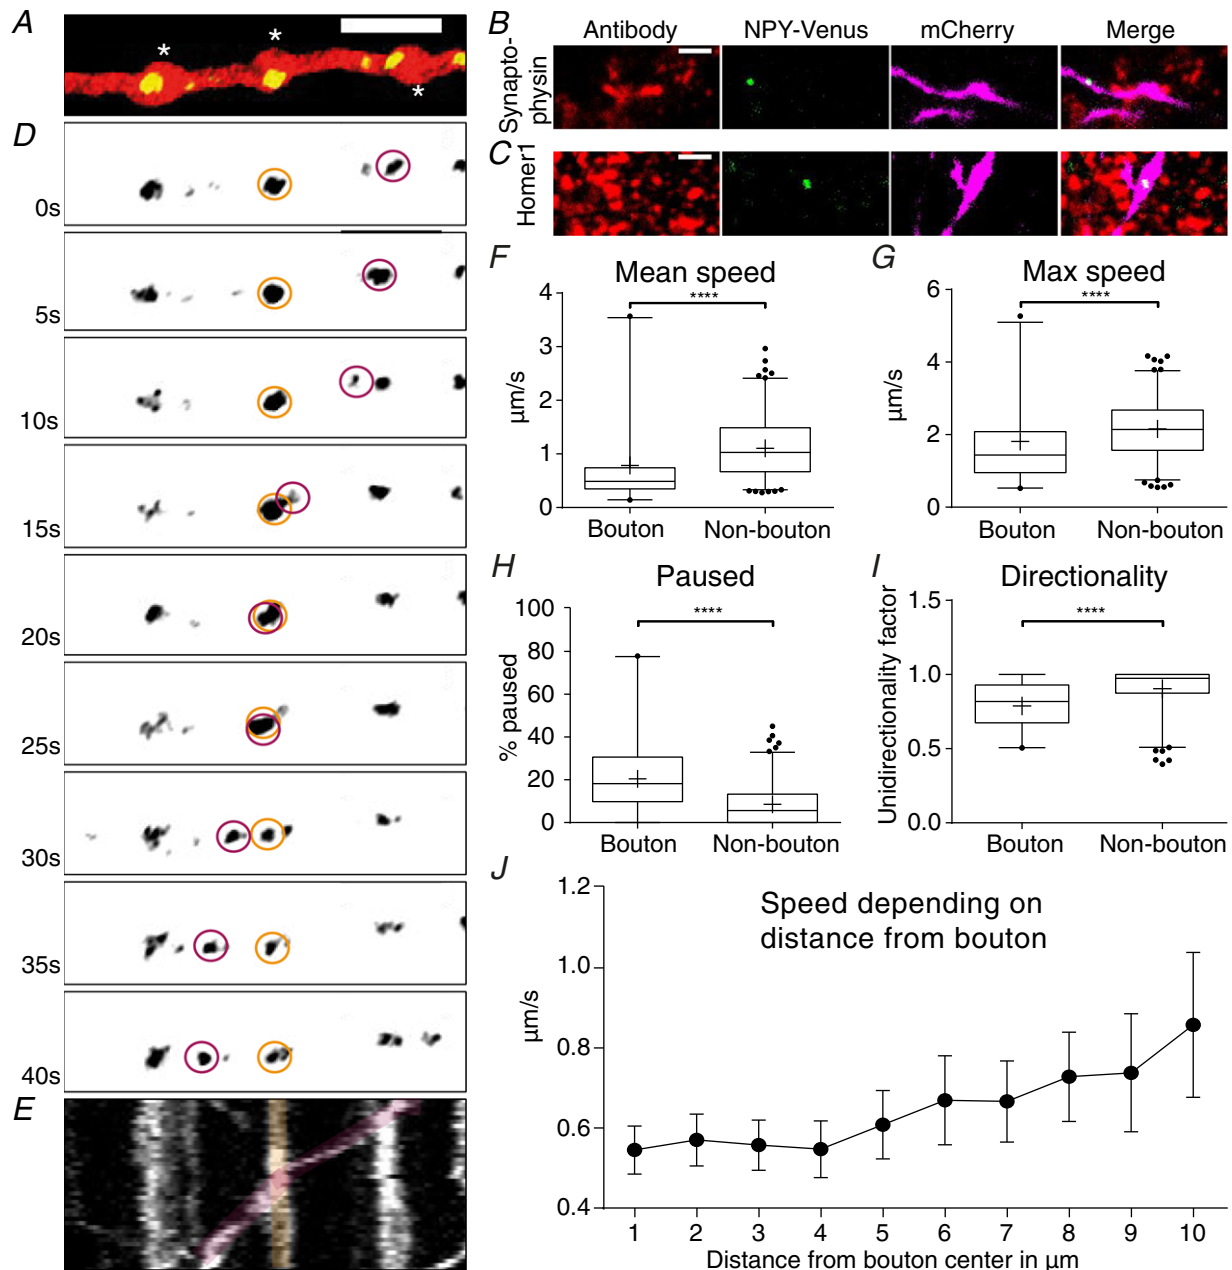 A
* * *
B Antibody NPY-Venus mCherry Merge
Synapto-
physin
C
Homer1
D
0s
5s
10s
15s
20s
25s
30s
35s
40s
E
F
Mean speed
****
4
3
2
1
0
µm/s
Bouton Non-bouton
G
Max speed
****
6
4
2
0
µm/s
Bouton Non-bouton
H
Paused
****
100
80
60
40
20
0
% paused
Bouton Non-bouton
I
Directionality
****
1.5
1.0
0.5
0.0
Unidirectionality factor
Bouton Non-bouton
J
Speed depending on
distance from bouton
1.2
1.0
0.8
0.6
0.4
µm/s
1 2 3 4 5 6 7 8 9 10
Distance from bouton center in µm